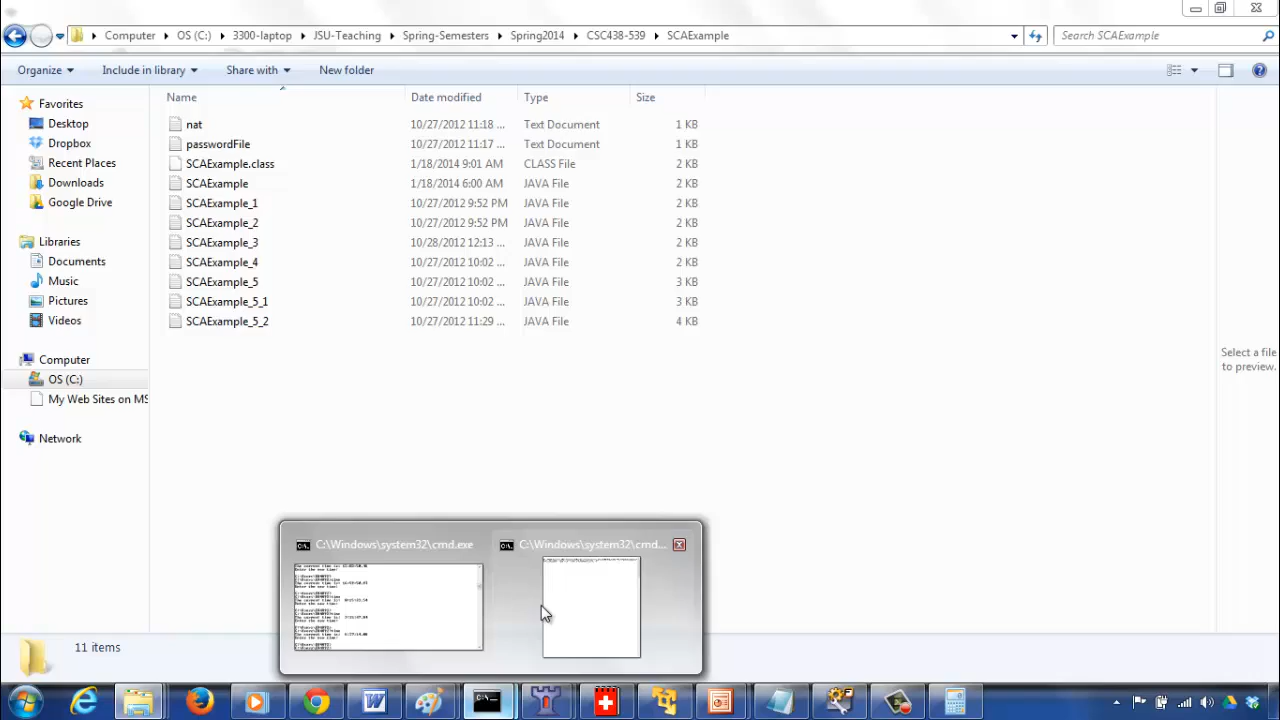 Computer ▸ OS (C:) ▸ 3300-laptop ▸ JSU-Teaching ▸ Spring-Semesters ▸ Spring2014 ▸ CSC438-539 ▸ SCAExample
Search SCAExample
Organize Include in library Share with New folder
Name Date modified Type Size
Favorites
Desktop
Dropbox
Recent Places
Downloads
Google Drive
Libraries
Documents
Music
Pictures
Videos
Computer
OS (C:)
My Web Sites on MS
Network
nat 10/27/2012 11:18 ... Text Document 1 KB
passwordFile 10/27/2012 11:17 ... Text Document 1 KB
SCAExample.class 1/18/2014 9:01 AM CLASS File 2 KB
SCAExample 1/18/2014 6:00 AM JAVA File 2 KB
SCAExample_1 10/27/2012 9:52 PM JAVA File 2 KB
SCAExample_2 10/27/2012 9:52 PM JAVA File 2 KB
SCAExample_3 10/28/2012 12:13 ... JAVA File 2 KB
SCAExample_4 10/27/2012 10:02 ... JAVA File 2 KB
SCAExample_5 10/27/2012 10:02 ... JAVA File 3 KB
SCAExample_5_1 10/27/2012 10:02 ... JAVA File 3 KB
SCAExample_5_2 10/27/2012 11:29 ... JAVA File 4 KB
Select a file
to preview.
C:\Windows\system32\cmd.exe
C:\Windows\system32\cmd...
11 items